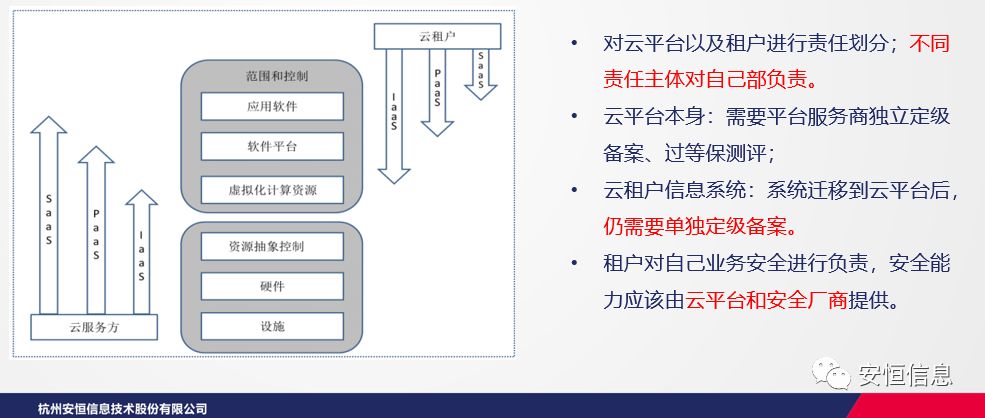 云租户
SaaS
PaaS
IaaS
范围和控制
应用软件
软件平台
虚拟化计算资源
资源抽象控制
硬件
设施
SaaS
PaaS
IaaS
云服务方
• 对云平台以及租户进行责任划分；不同
责任主体对自己部负责。
• 云平台本身：需要平台服务商独立定级
备案、过等保测评；
• 云租户信息系统：系统迁移到云平台后，
仍需要单独定级备案。
• 租户对自己业务安全进行负责，安全能
力应该由云平台和安全厂商提供。
安恒信息
杭州安恒信息技术股份有限公司